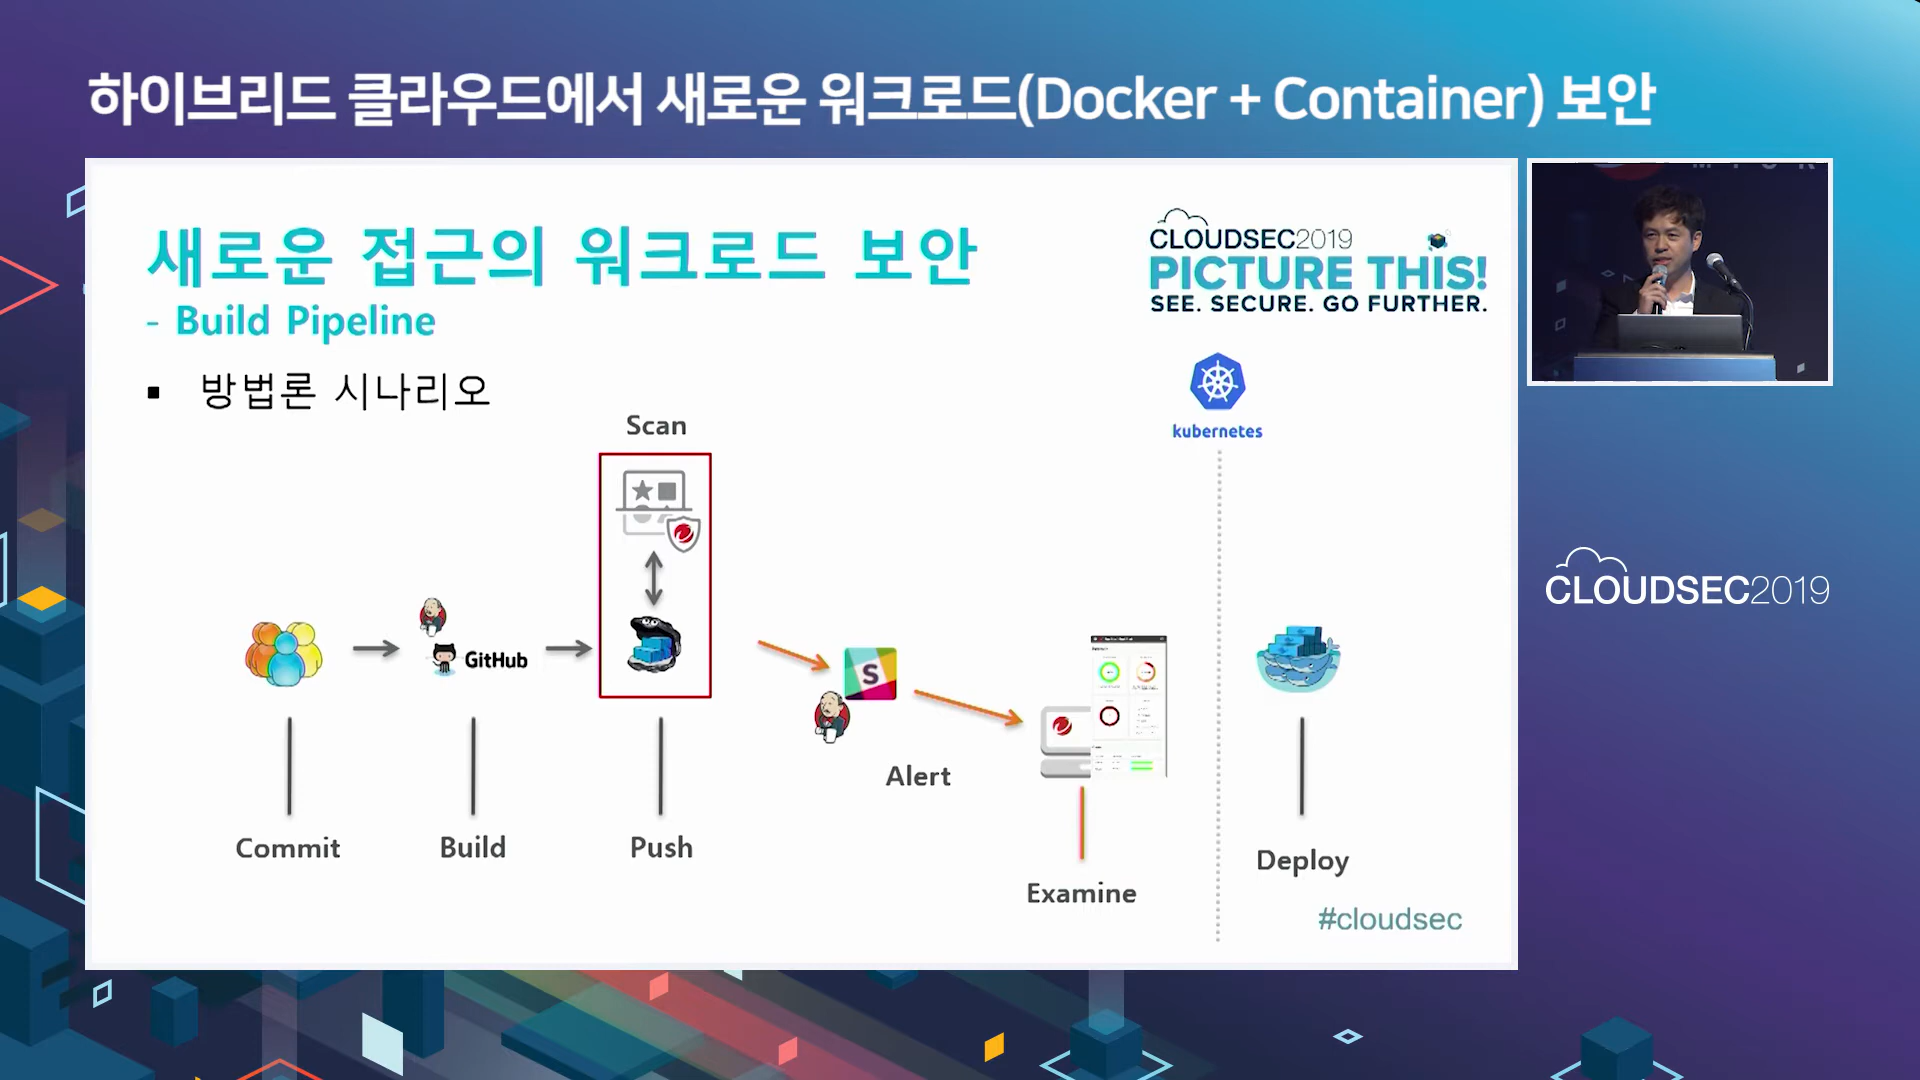 하이브리드 클라우드에서 새로운 워크로드(Docker + Container) 보안
새로운 접근의 워크로드 보안
- Build Pipeline
▪ 방법론 시나리오
CLOUDSEC2019
PICTURE THIS!
SEE. SECURE. GO FURTHER.
kubernetes
Scan
GitHub
S
Alert
Commit
Build
Push
Examine
Deploy
#cloudsec
CLOUDSEC2019